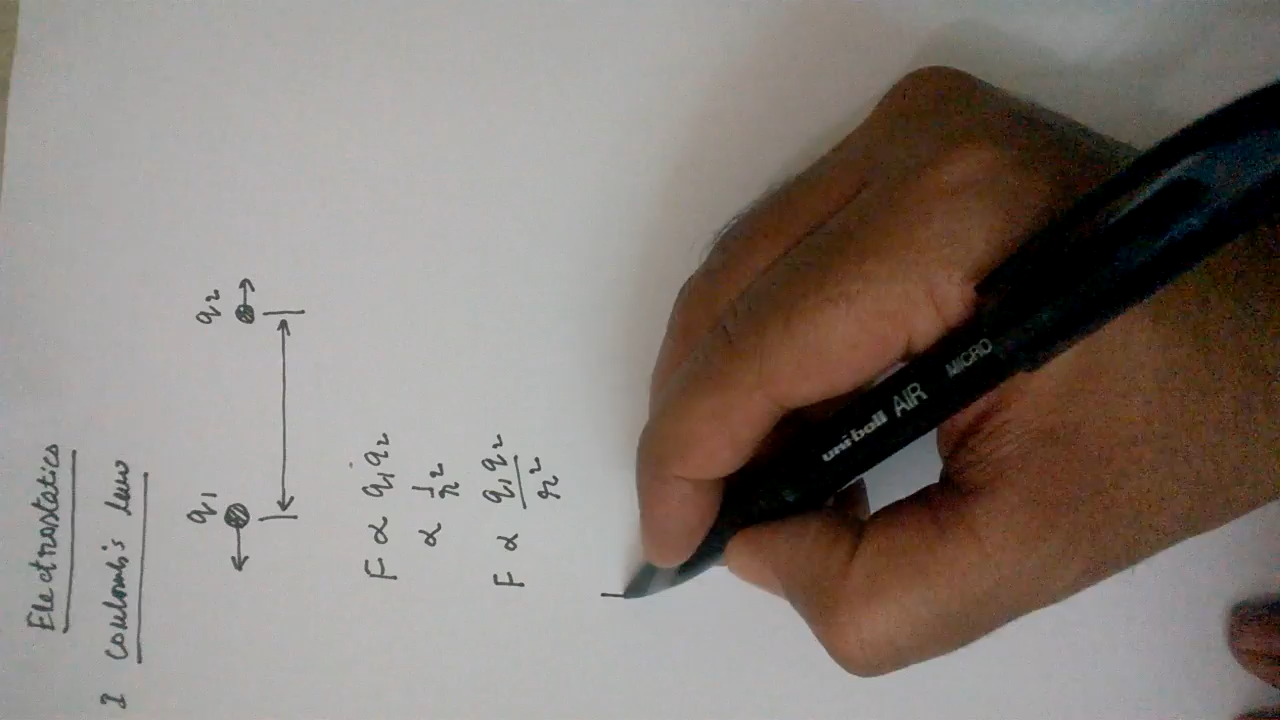 Electrostatics
1 Coulomb's law
q₁ q₂
F ∝ q₁q₂
∝ 1/r²
F ∝ q₁q₂/r²
uniball AIR MICRO